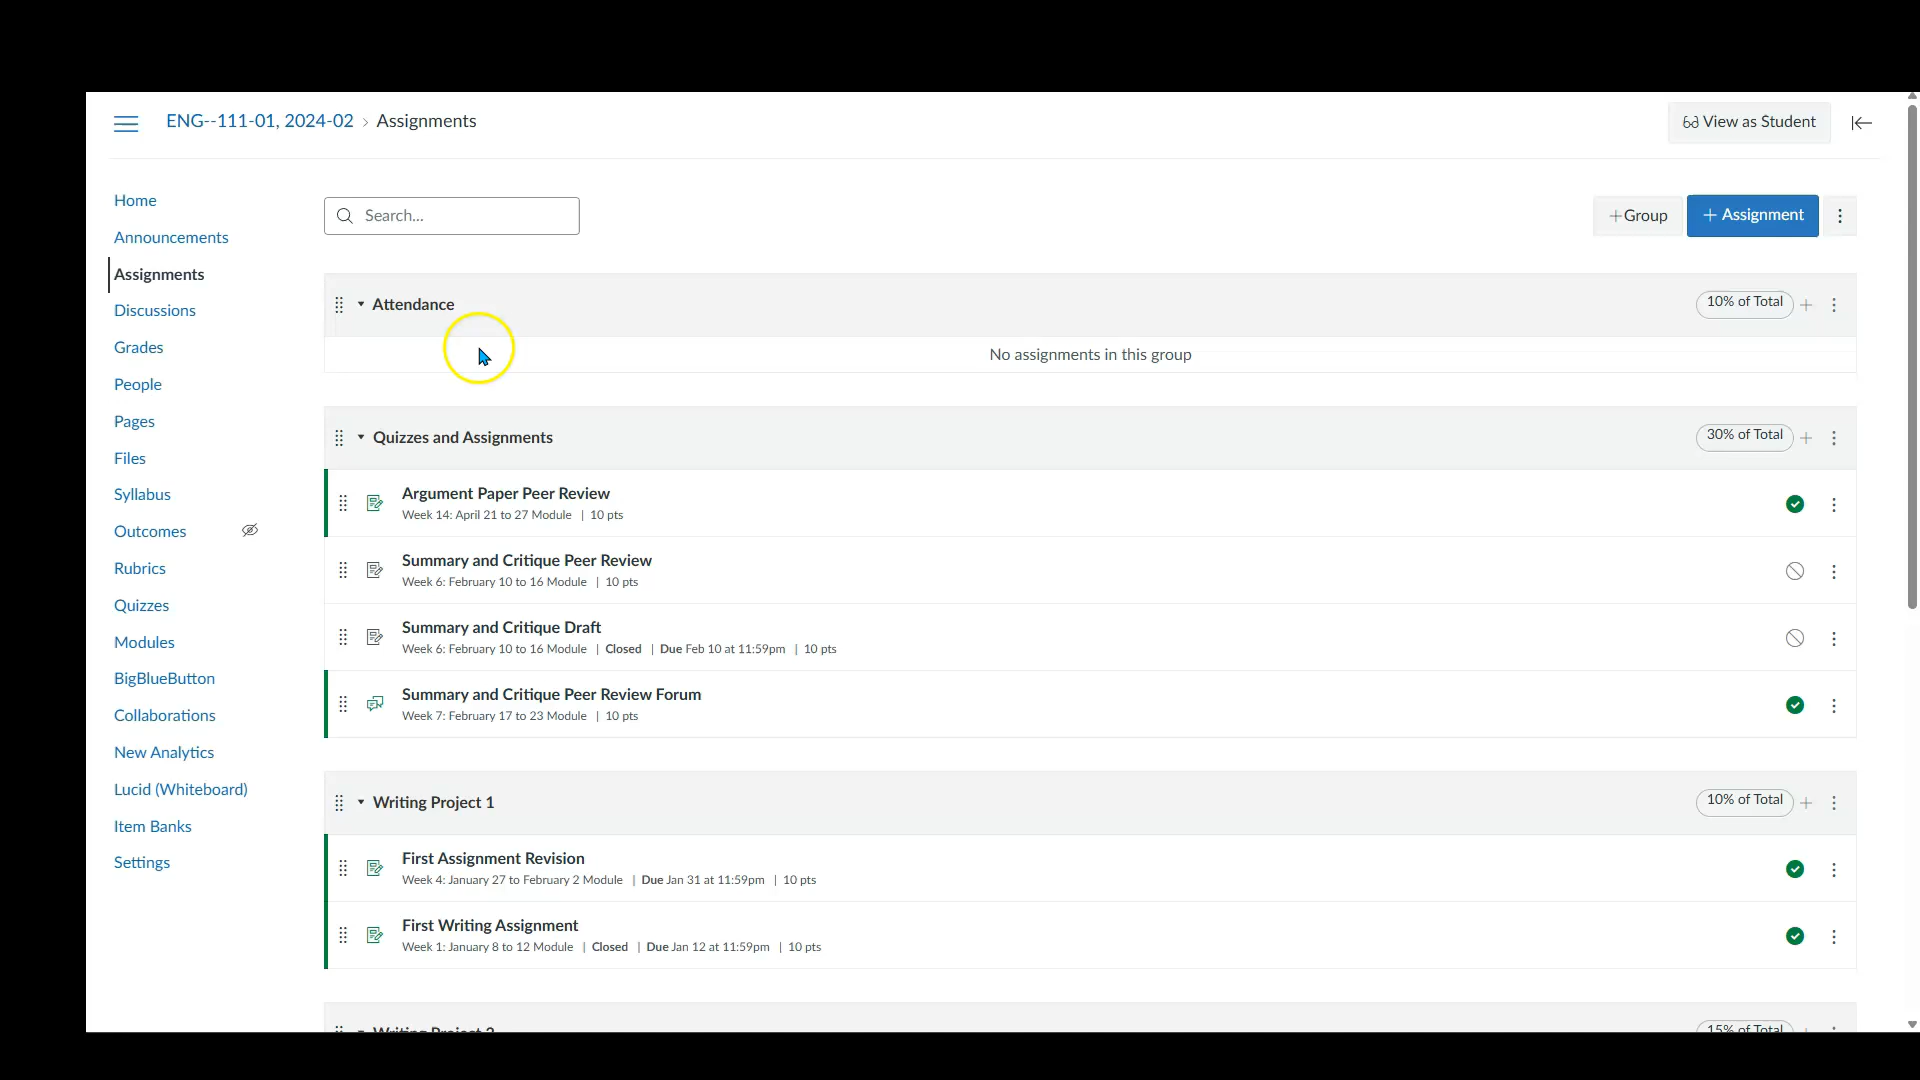 ENG--111-01, 2024-02 › Assignments
View as Student
Home
Announcements
Assignments
Discussions
Grades
People
Pages
Files
Syllabus
Outcomes
Rubrics
Quizzes
Modules
BigBlueButton
Collaborations
New Analytics
Lucid (Whiteboard)
Item Banks
Settings
Search...
+Group
+ Assignment
Attendance
10% of Total
No assignments in this group
Quizzes and Assignments
30% of Total
Argument Paper Peer Review
Week 14: April 21 to 27 Module | 10 pts
Summary and Critique Peer Review
Week 6: February 10 to 16 Module | 10 pts
Summary and Critique Draft
Week 6: February 10 to 16 Module | Closed | Due Feb 10 at 11:59pm | 10 pts
Summary and Critique Peer Review Forum
Week 7: February 17 to 23 Module | 10 pts
Writing Project 1
10% of Total
First Assignment Revision
Week 4: January 27 to February 2 Module | Due Jan 31 at 11:59pm | 10 pts
First Writing Assignment
Week 1: January 8 to 12 Module | Closed | Due Jan 12 at 11:59pm | 10 pts
Writing Project 2
15% of Total